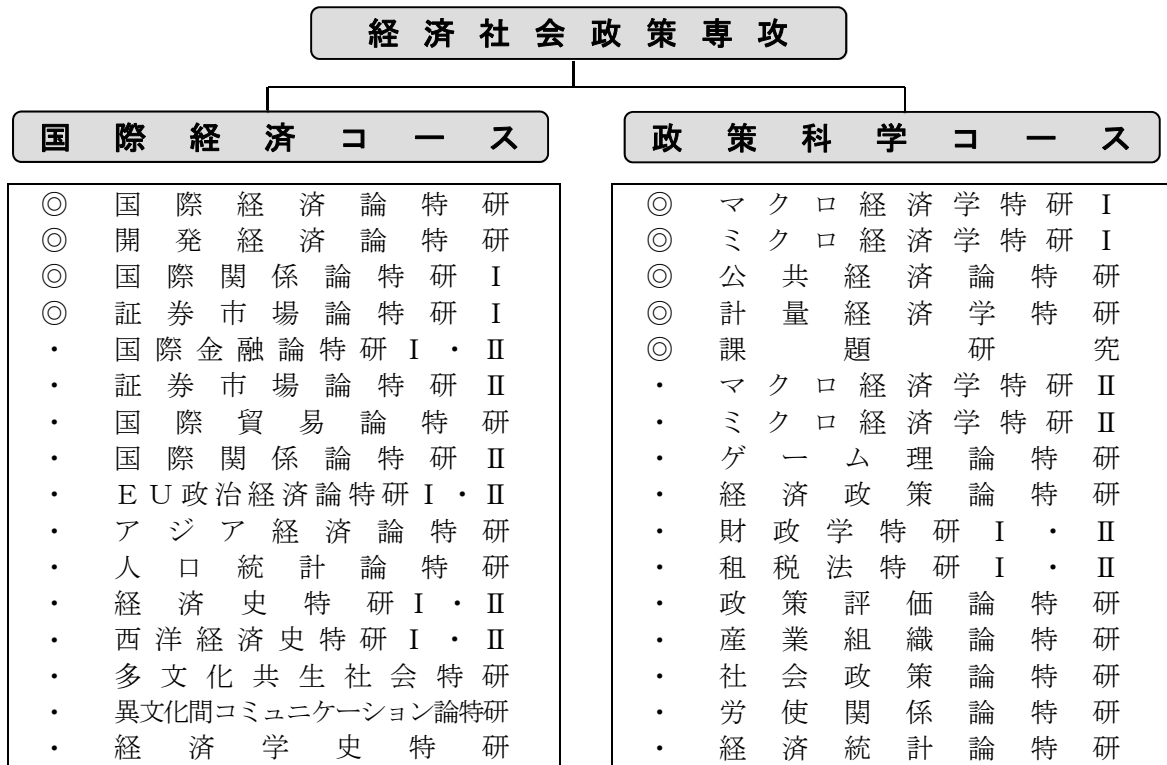 経済社会政策専攻
国際経済コース
◎ 国際経済論特研
◎ 開発経済論特研
◎ 国際関係論特研Ⅰ
◎ 証券市場論特研Ⅰ
・ 国際金融論特研Ⅰ・Ⅱ
・ 証券市場論特研Ⅱ
・ 国際貿易論特研
・ 国際関係論特研Ⅱ
・ ＥＵ政治経済論特研Ⅰ・Ⅱ
・ アジア経済論特研
・ 人口統計論特研
・ 経済史特研Ⅰ・Ⅱ
・ 西洋経済史特研Ⅰ・Ⅱ
・ 多文化共生社会特研
・ 異文化間コミュニケーション論特研
・ 経済学史特研
政策科学コース
◎ マクロ経済学特研Ⅰ
◎ ミクロ経済学特研Ⅰ
◎ 公共経済論特研
◎ 計量経済学特研
◎ 課題研究
・ マクロ経済学特研Ⅱ
・ ミクロ経済学特研Ⅱ
・ ゲーム理論特研
・ 経済政策論特研
・ 財政学特研Ⅰ・Ⅱ
・ 租税法特研Ⅰ・Ⅱ
・ 政策評価論特研
・ 産業組織論特研
・ 社会政策論特研
・ 労使関係論特研
・ 経済統計論特研